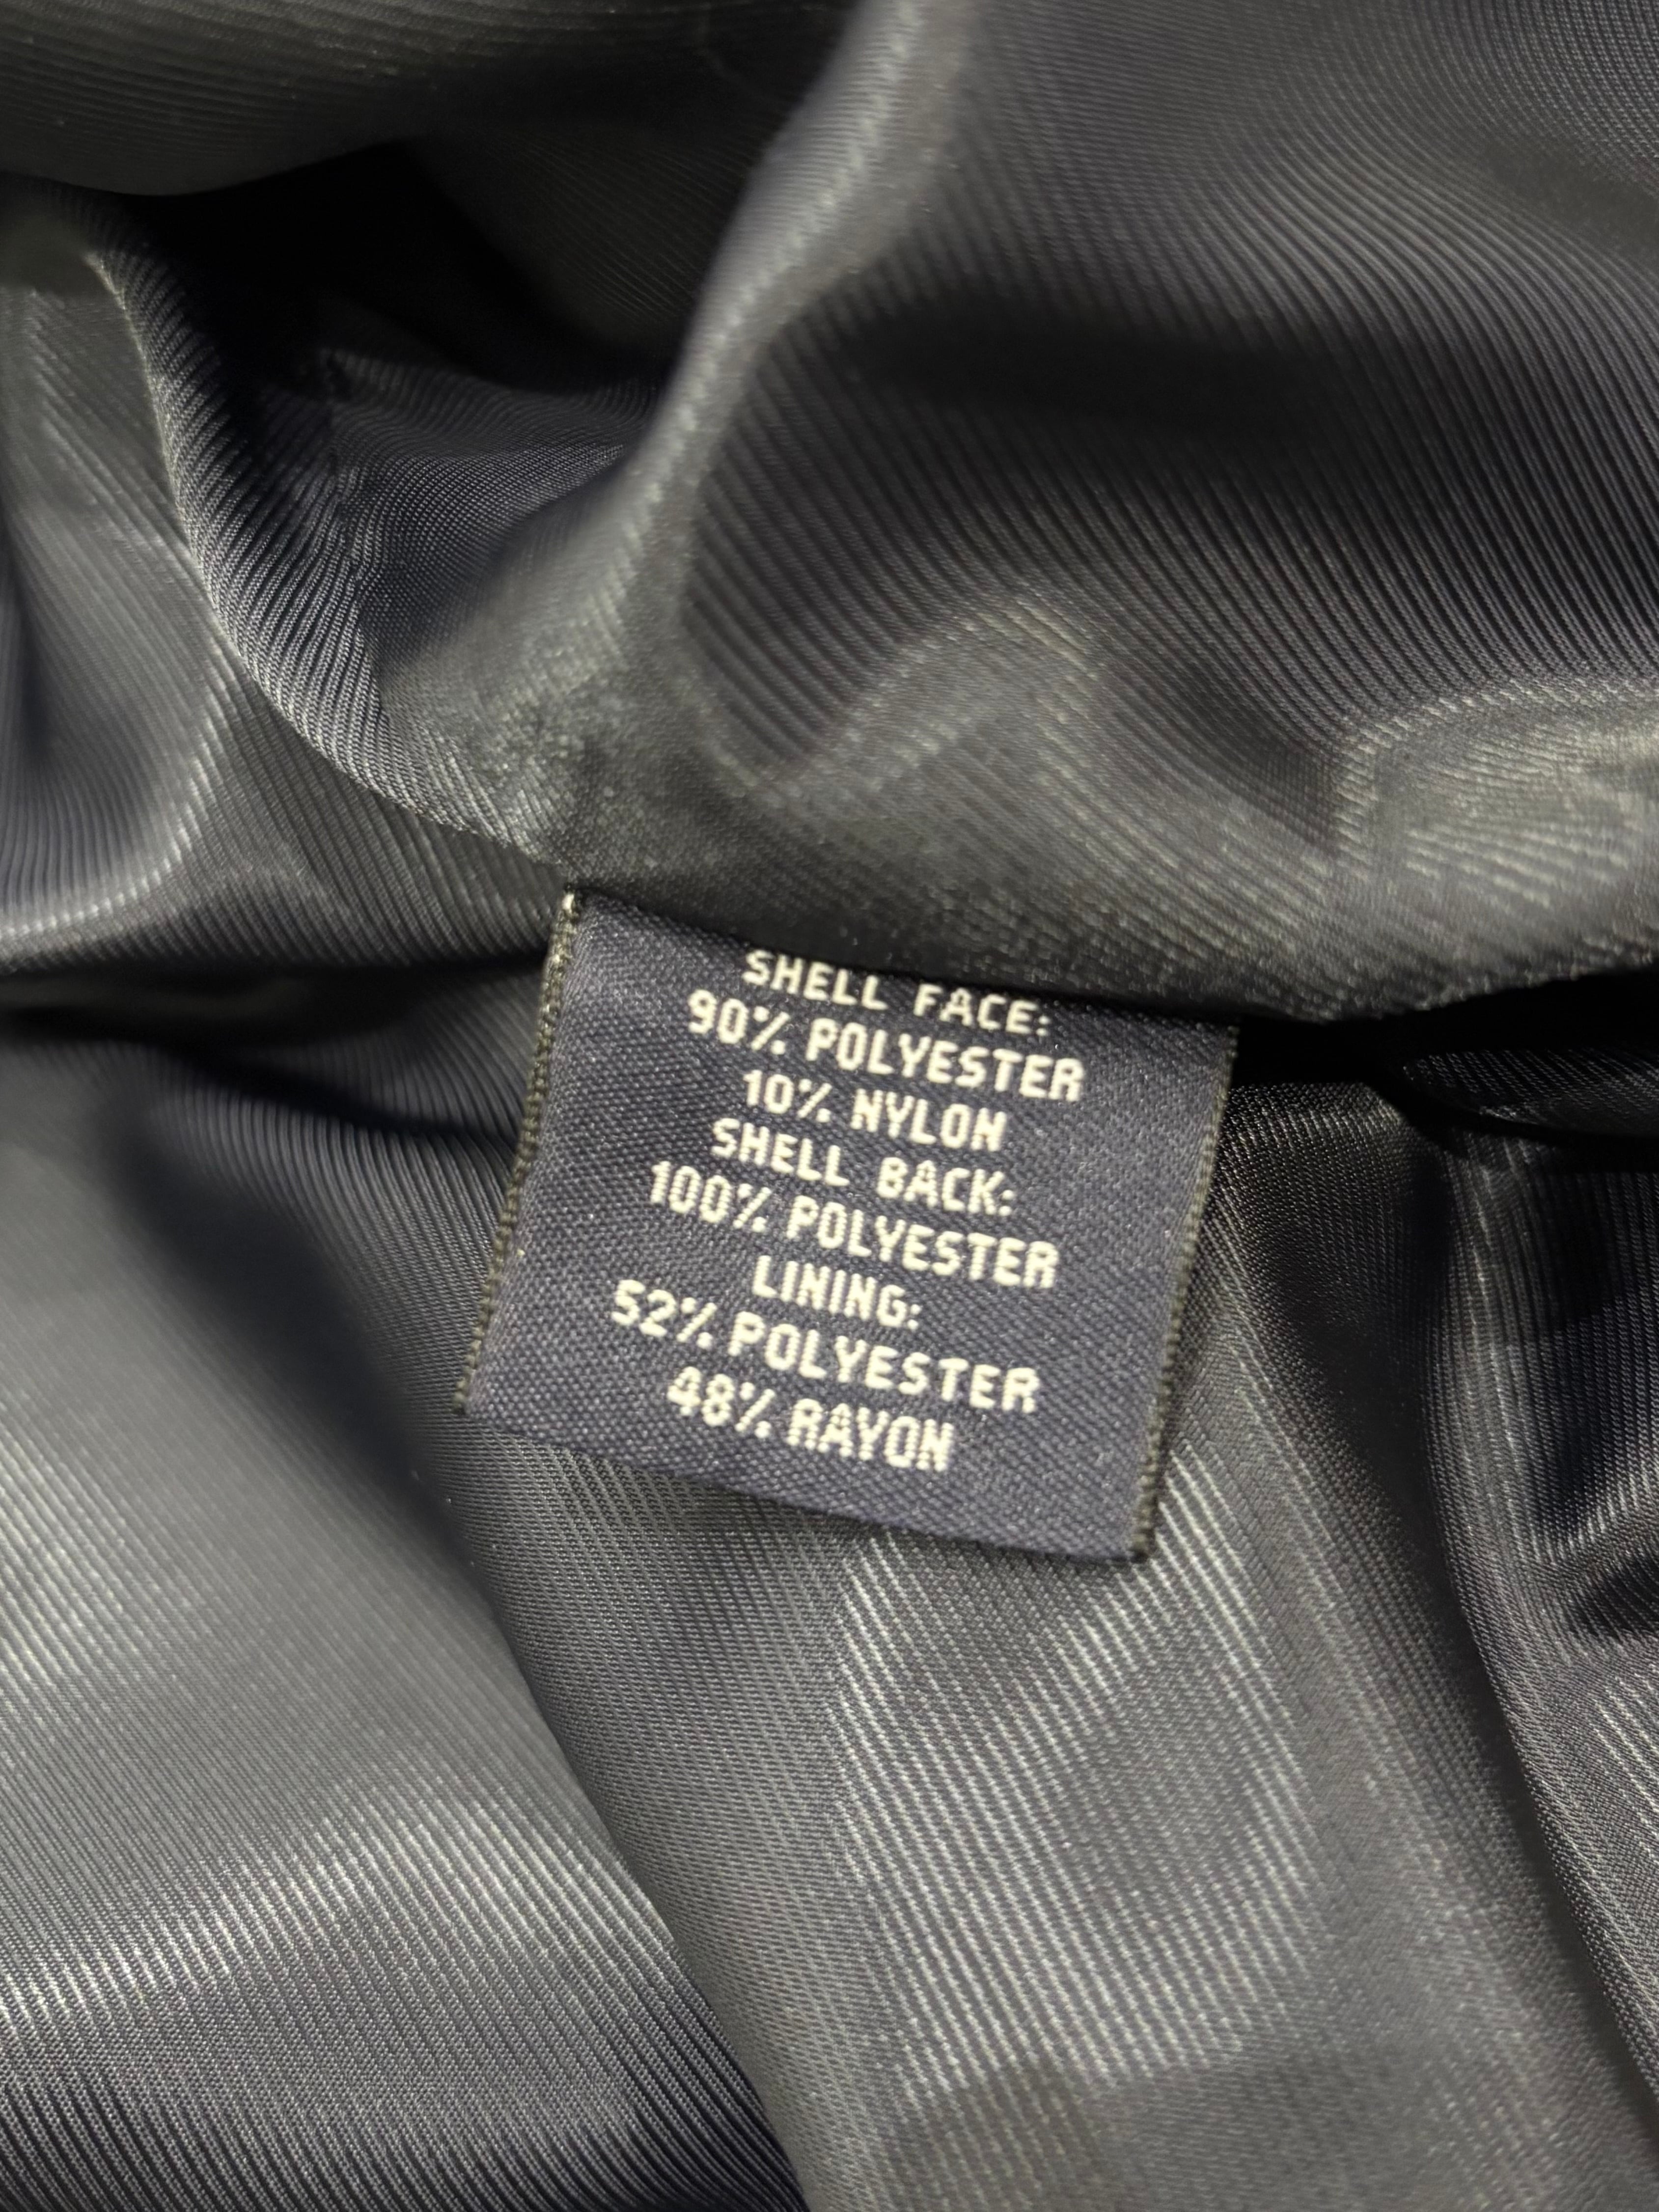 SHELL FACE:
90% POLYESTER
10% NYLON
SHELL BACK:
100% POLYESTER
LINING:
52% POLYESTER
48% RAYON